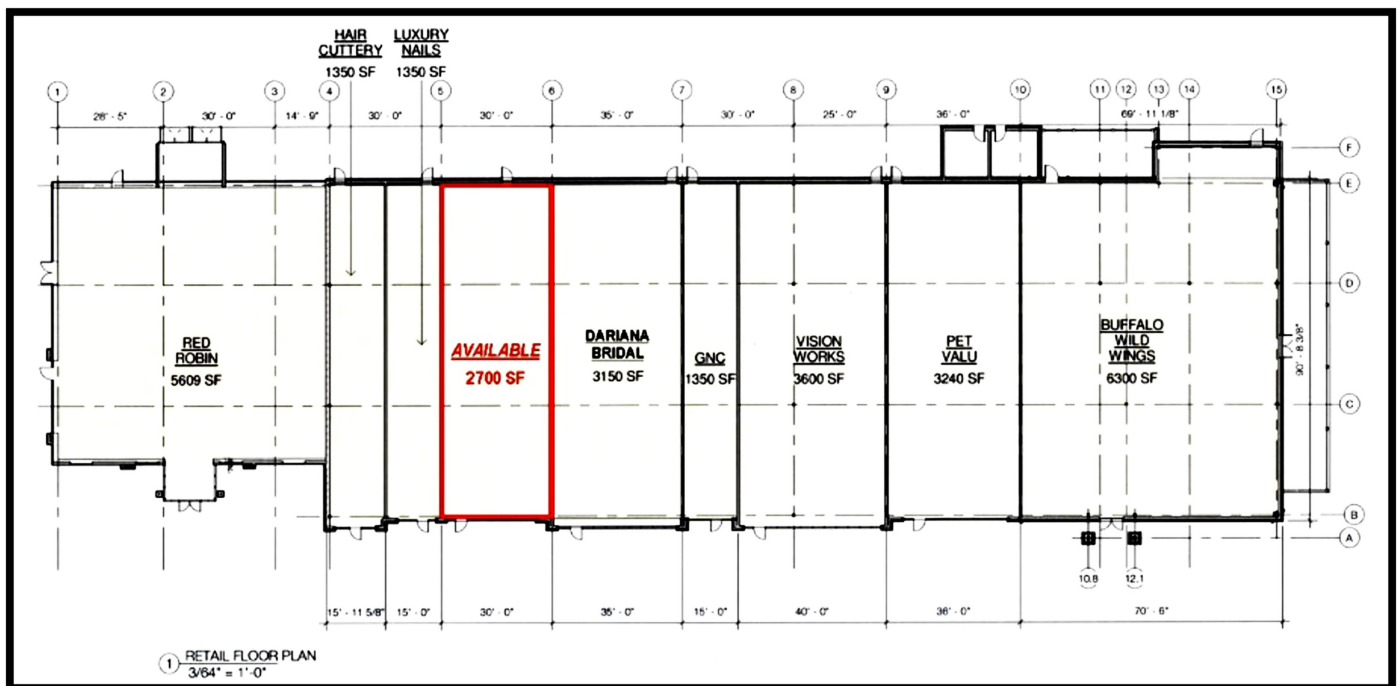 HAIR
CUTTERY
1350 SF
LUXURY
NAILS
1350 SF
1 2 3 4 5 6 7 8 9 10 11 12 13 14 15
28' - 5" 30' - 0" 14' - 9" 30' - 0" 30' - 0" 35' - 0" 30' - 0" 25' - 0" 36' - 0" 69' - 11 1/8"
F
E
D
C
B
A
RED
ROBIN
5609 SF
AVAILABLE
2700 SF
DARIANA
BRIDAL
3150 SF
GNC
1350 SF
VISION
WORKS
3600 SF
PET
VALU
3240 SF
BUFFALO
WILD
WINGS
6300 SF
90' - 8 3/8"
10.8 12.1
15' - 11 5/8" 15' - 0" 30' - 0" 35' - 0" 15' - 0" 40' - 0" 36' - 0" 70' - 6"
1 RETAIL FLOOR PLAN
3/64" = 1'-0"